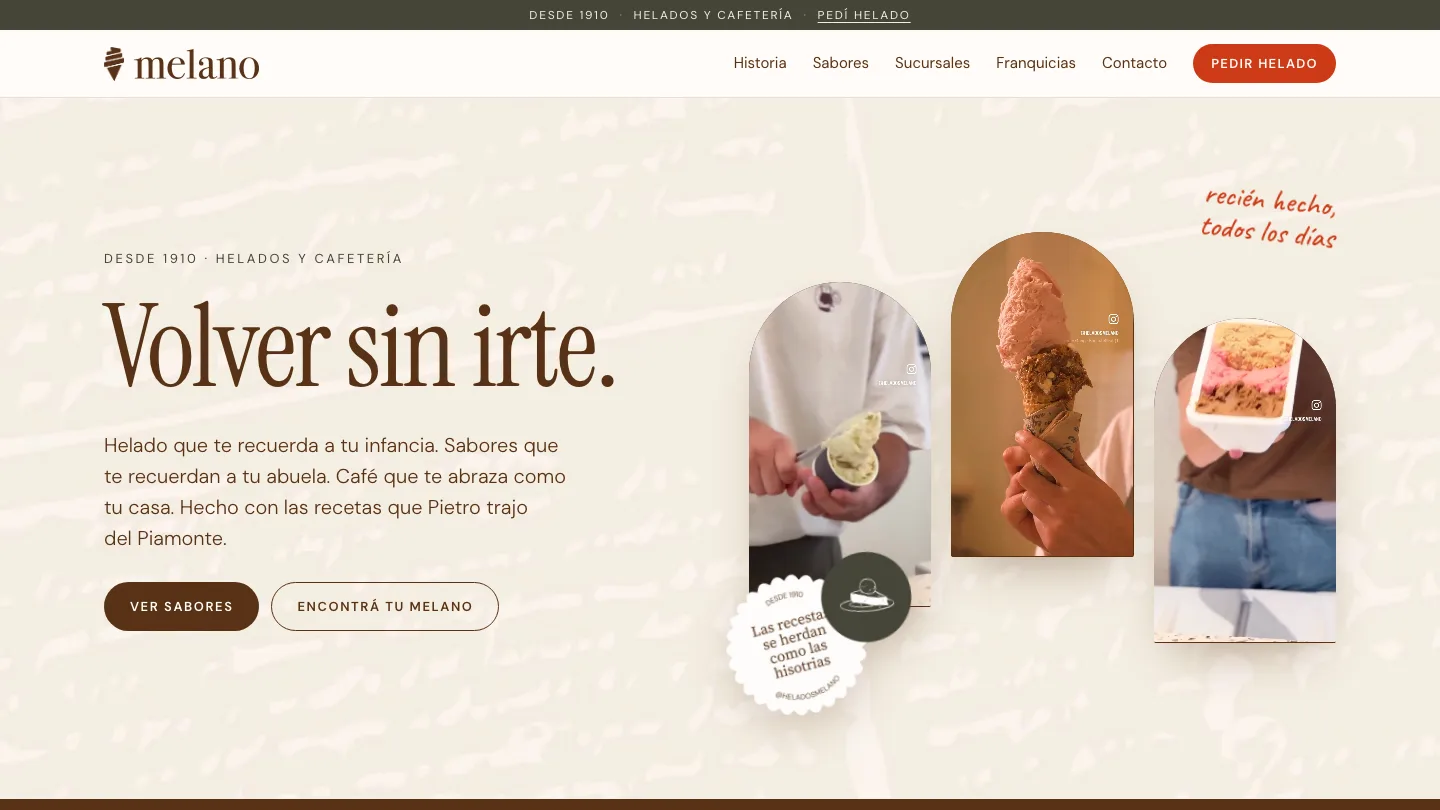 DESDE 1910 · HELADOS Y CAFETERÍA · PEDÍ HELADO
melano
Historia
Sabores
Sucursales
Franquicias
Contacto
PEDIR HELADO
recién hecho,
todos los días
DESDE 1910 · HELADOS Y CAFETERÍA
Volver sin irte.
Helado que te recuerda a tu infancia. Sabores que
te recuerdan a tu abuela. Café que te abraza como
tu casa. Hecho con las recetas que Pietro trajo
del Piamonte.
VER SABORES
ENCONTRÁ TU MELANO
@HELADOSMELANO
DESDE 1910
Las recetas
se herdan
como las
hisotrias
@HELADOSMELANO